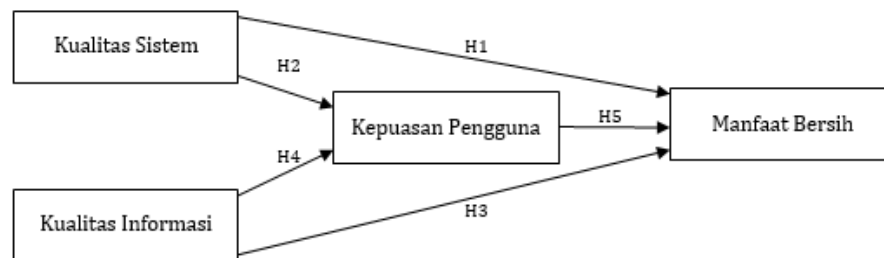 Kualitas Sistem
H1
H2
Kepuasan Pengguna
H5
Manfaat Bersih
H4
Kualitas Informasi
H3